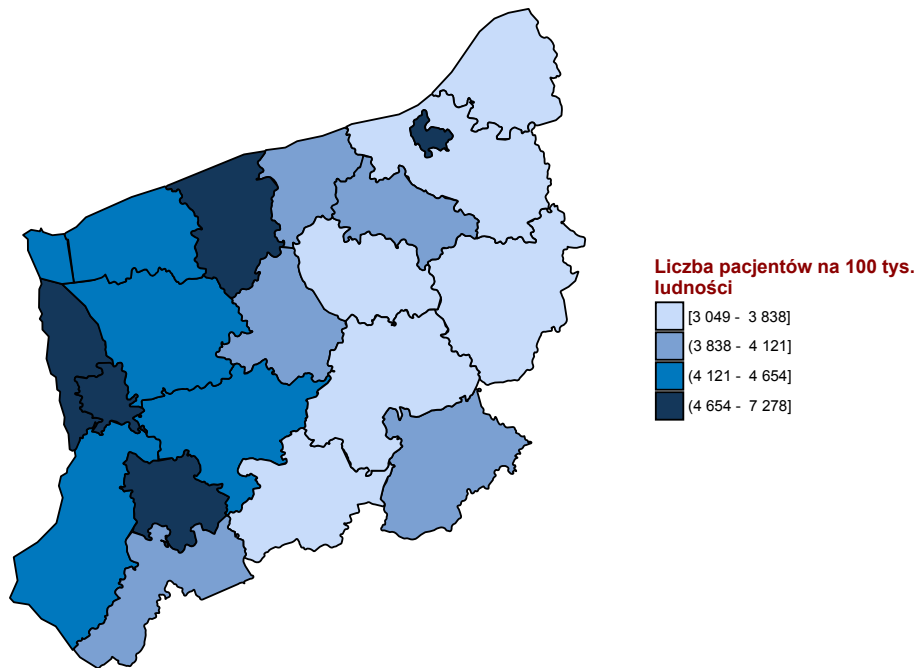 Liczba pacjentów na 100 tys.
ludności
[3 049 - 3 838]
(3 838 - 4 121]
(4 121 - 4 654]
(4 654 - 7 278]